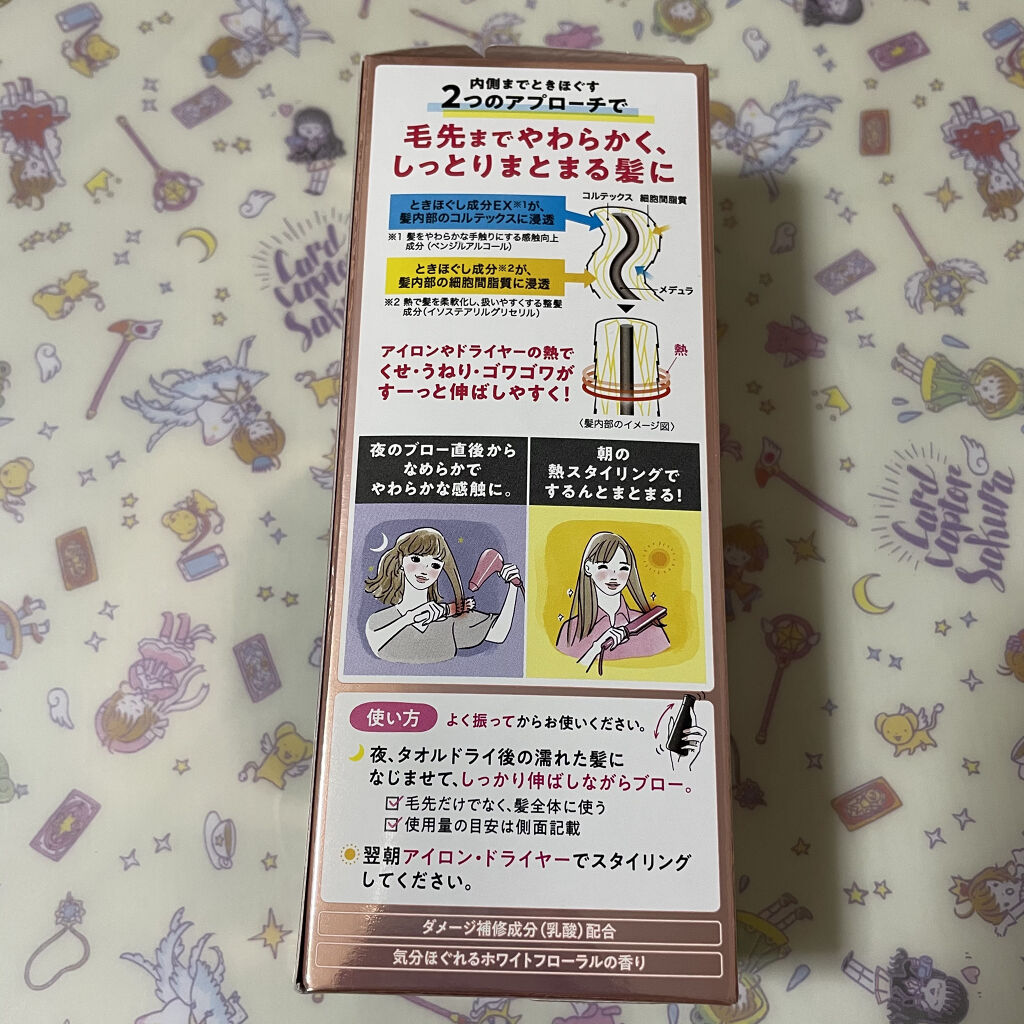 内側までときほぐす
2つのアプローチで
毛先までやわらかく、
しっとりまとまる髪に
コルテックス 細胞間脂質
ときほぐし成分EX※1が、
髪内部のコルテックスに浸透
※1 髪をやわらかな手触りにする感触向上
成分(ベンジルアルコール)
ときほぐし成分※2が、
髪内部の細胞間脂質に浸透
メデュラ
※2 熱で髪を柔軟化し、扱いやすくする整髪
成分(イソステアリルグリセリル)
アイロンやドライヤーの熱で
くせ・うねり・ゴワゴワが
すーっと伸ばしやすく!
熱
〈髪内部のイメージ図〉
夜のブロー直後から
なめらかで
やわらかな感触に。
朝の
熱スタイリングで
するんとまとまる!
使い方 よく振ってからお使いください。
夜、タオルドライ後の濡れた髪に
なじませて、しっかり伸ばしながらブロー。
毛先だけでなく、髪全体に使う
使用量の目安は側面記載
翌朝アイロン・ドライヤーでスタイリング
してください。
ダメージ補修成分(乳酸)配合
気分ほぐれるホワイトフローラルの香り
Card
Captor
Sakura
Card
Captor
Sakura